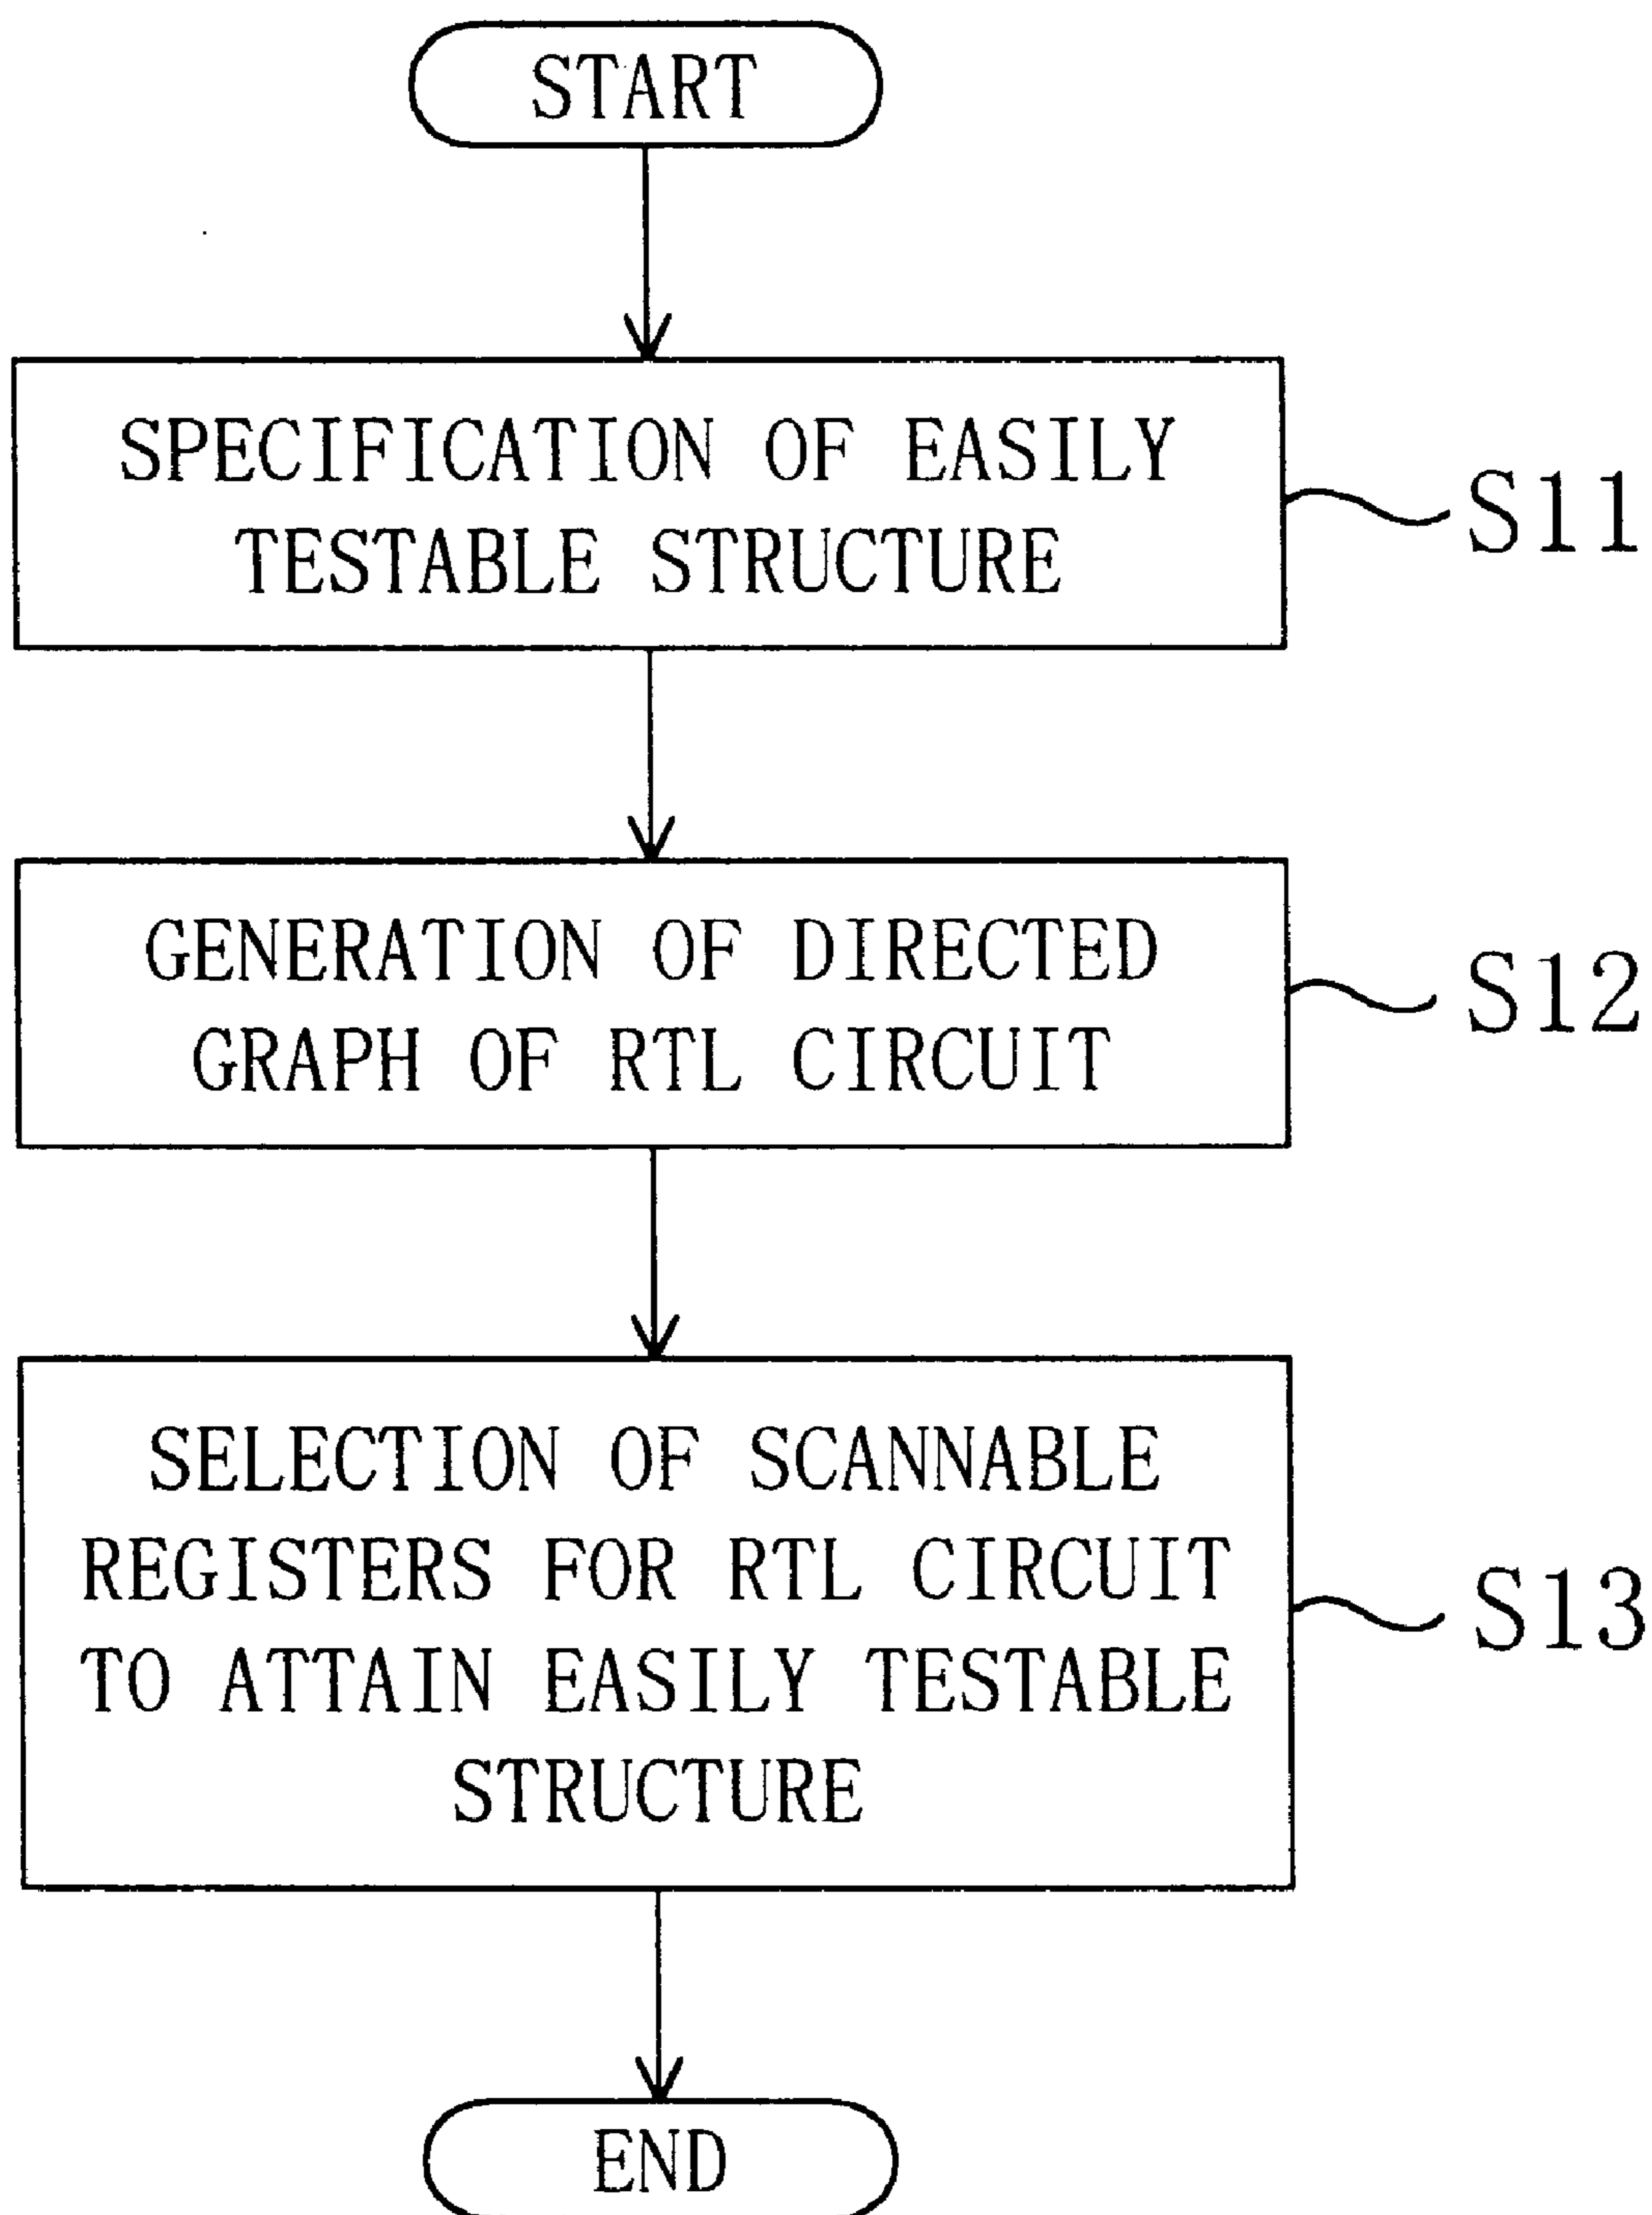 START
SPECIFICATION OF EASILY
TESTABLE STRUCTURE
S11
GENERATION OF DIRECTED
GRAPH OF RTL CIRCUIT
S12
SELECTION OF SCANNABLE
REGISTERS FOR RTL CIRCUIT
TO ATTAIN EASILY TESTABLE
STRUCTURE
S13
END